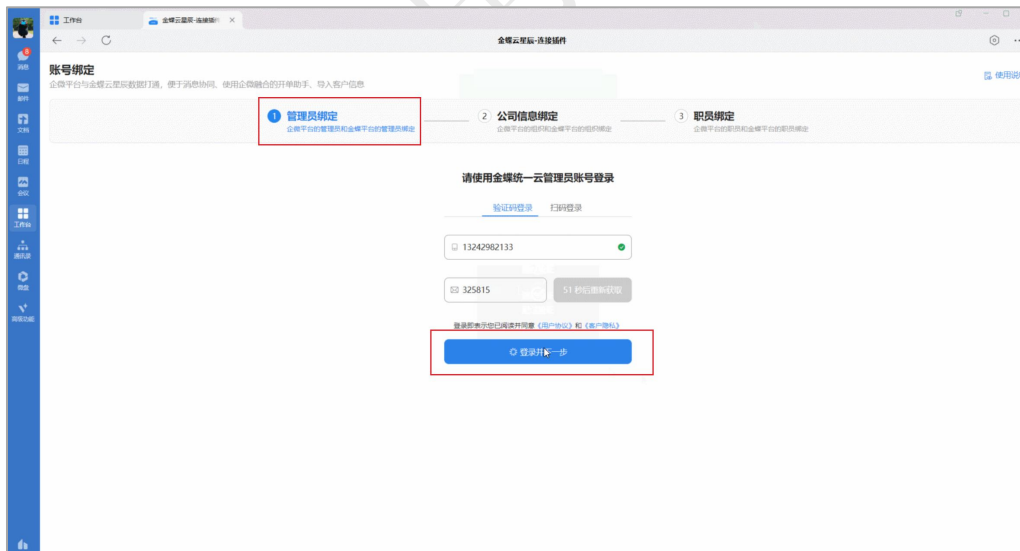 工作台
金蝶云星辰-连接插件
金蝶云星辰-连接插件
8
消息
邮件
文档
日程
会议
工作台
通讯录
微盘
账号绑定
企微平台与金蝶云星辰数据打通，便于消息协同、使用企微融合的开单助手、导入客户信息
使用说
1 管理员绑定
企微平台的管理员和金蝶平台的管理员绑定
2 公司信息绑定
企微平台的组织和金蝶平台的组织绑定
3 职员绑定
企微平台的职员和金蝶平台的职员绑定
请使用金蝶统一云管理员账号登录
验证码登录 扫码登录
13242982133
325815
51 秒后重新获取
登录即表示您已阅读并同意《用户协议》和《客户隐私》
登录并下一步